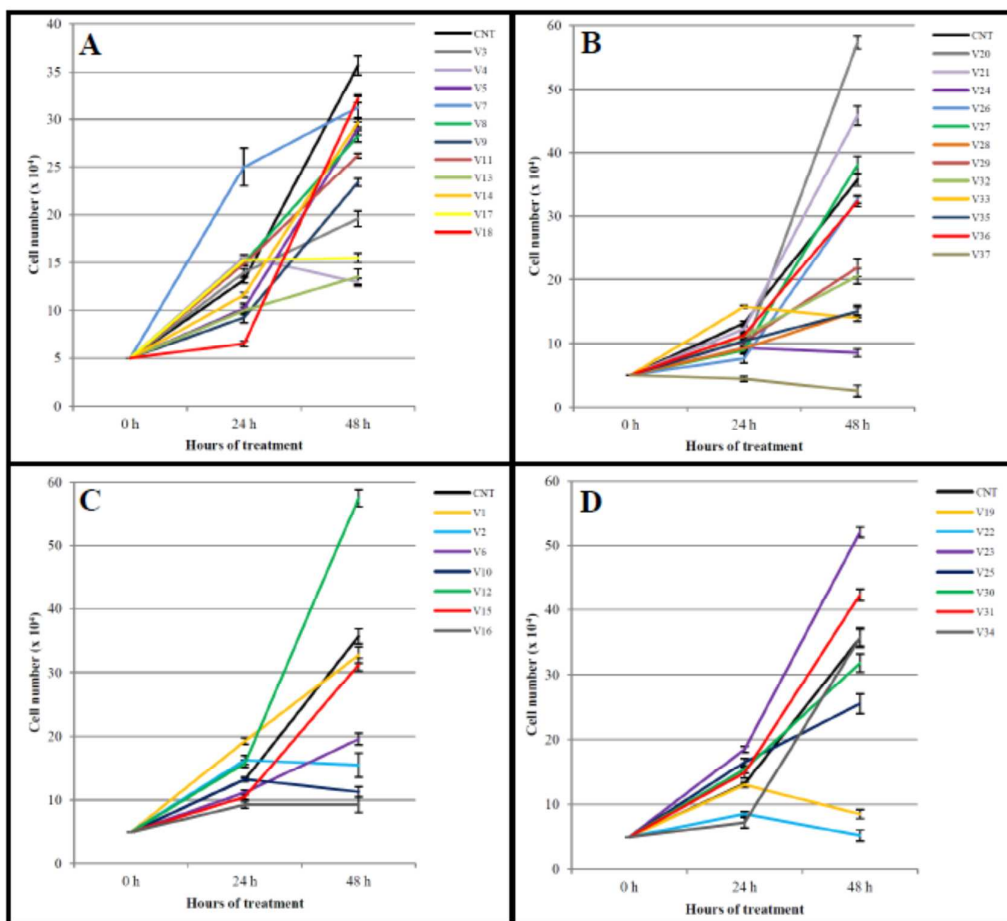 A
40
35
30
25
20
15
10
5
0
Cell number (x 10⁴)
0 h
24 h
48 h
Hours of treatment
CNT
V3
V4
V5
V7
V8
V9
V11
V13
V14
V17
V18
B
60
50
40
30
20
10
0
Cell number (x 10⁴)
0 h
24 h
48 h
Hours of treatment
CNT
V20
V21
V24
V26
V27
V28
V29
V32
V33
V35
V36
V37
C
60
50
40
30
20
10
0
Cell number (x 10⁴)
0 h
24 h
48 h
Hours of treatment
CNT
V1
V2
V6
V10
V12
V15
V16
D
60
50
40
30
20
10
0
Cell number (x 10⁴)
0 h
24 h
48 h
Hours of treatment
CNT
V19
V22
V23
V25
V30
V31
V34